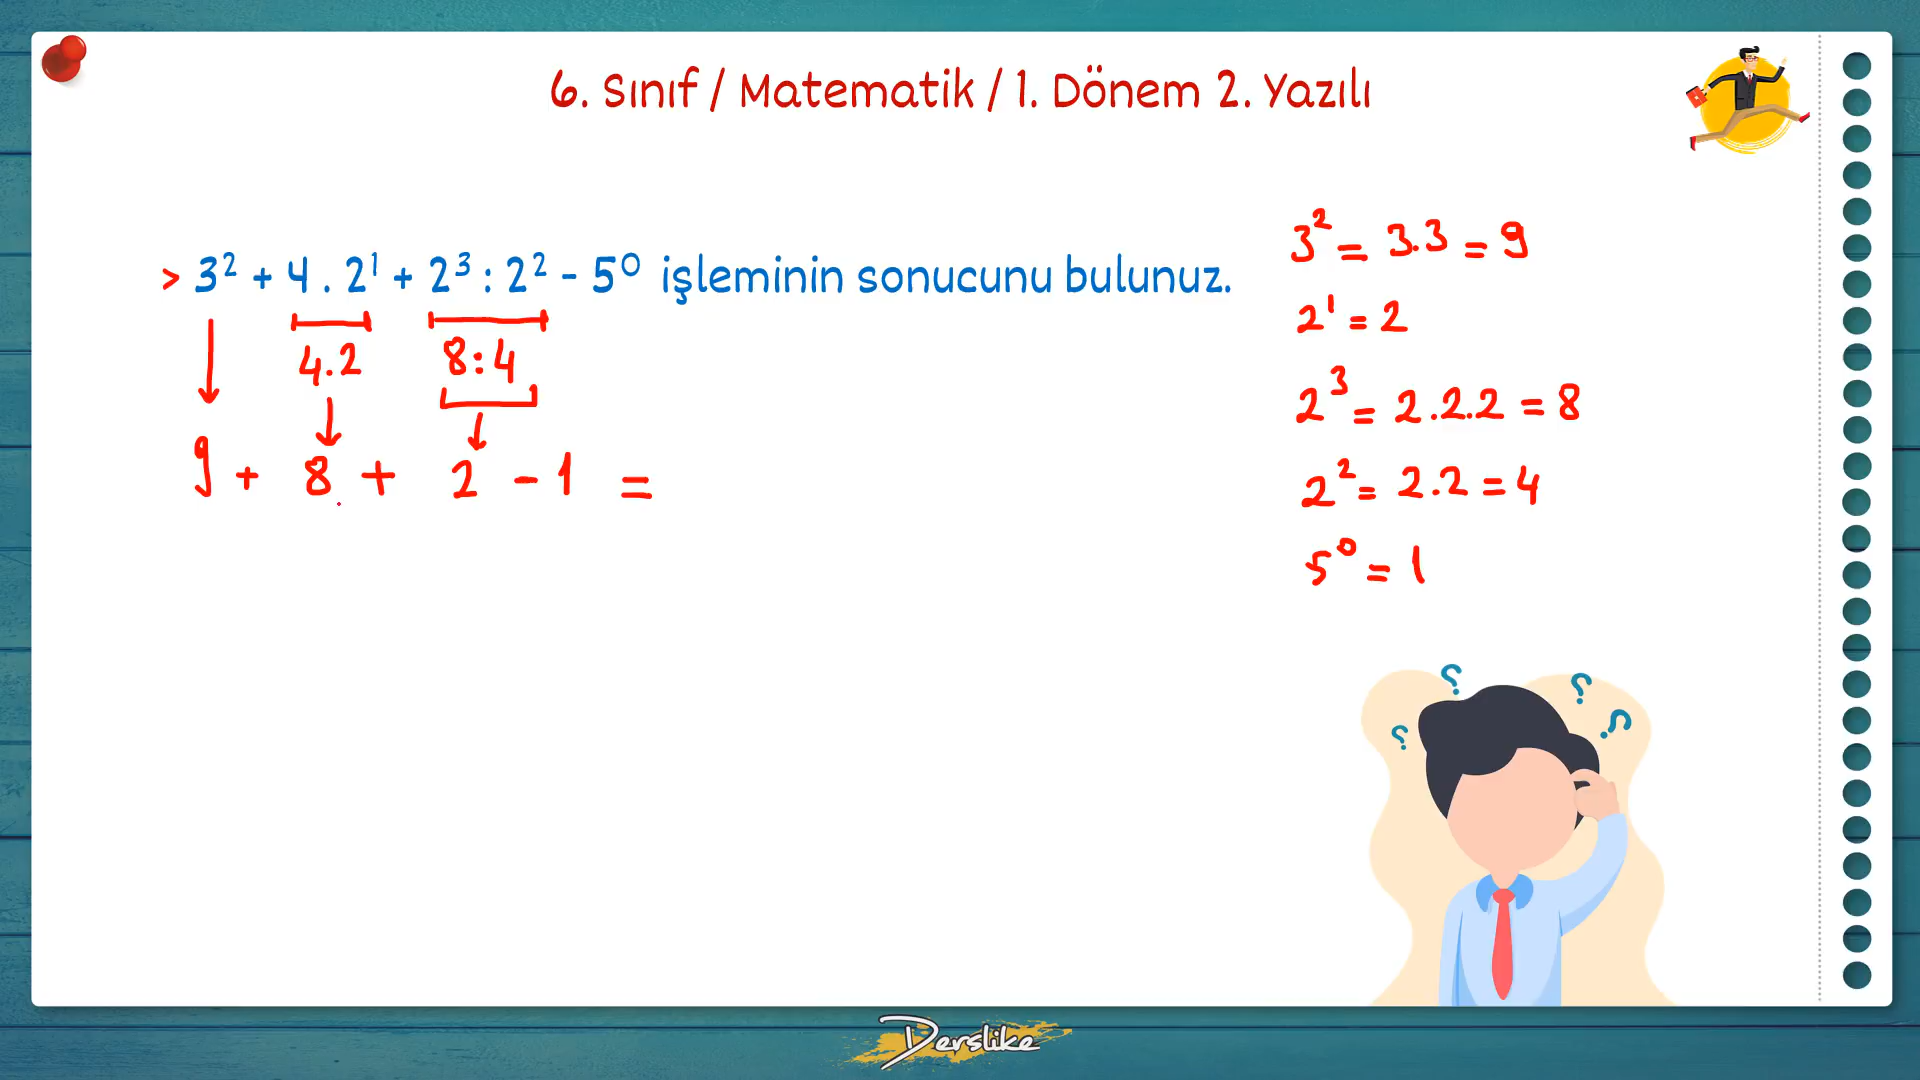 6. Sınıf / Matematik / 1. Dönem 2. Yazılı
> 3² + 4 . 2¹ + 2³ : 2² - 5⁰ işleminin sonucunu bulunuz.
4.2 8:4
9 + 8 + 2 - 1 =
3² = 3.3 = 9
2¹ = 2
2³ = 2.2.2 = 8
2² = 2.2 = 4
5⁰ = 1
? ? ? ?
Derslike